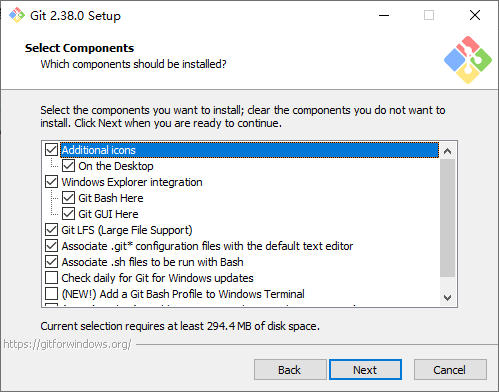 Git 2.38.0 Setup
Select Components
Which components should be installed?
Select the components you want to install; clear the components you do not want to
install. Click Next when you are ready to continue.
Additional icons
On the Desktop
Windows Explorer integration
Git Bash Here
Git GUI Here
Git LFS (Large File Support)
Associate .git* configuration files with the default text editor
Associate .sh files to be run with Bash
Check daily for Git for Windows updates
(NEW!) Add a Git Bash Profile to Windows Terminal
Current selection requires at least 294.4 MB of disk space.
https://gitforwindows.org/
Back
Next
Cancel